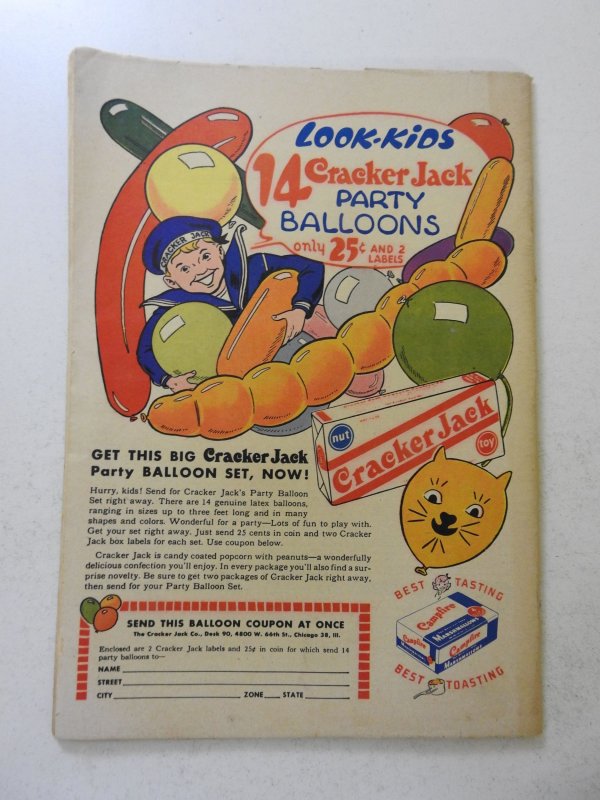 LOOK-KIDS
14 Cracker Jack
PARTY
BALLOONS
only 25¢ AND 2
LABELS
CRACKER JACK
nut
Cracker Jack
toy
GET THIS BIG Cracker Jack
Party BALLOON SET, NOW!
Hurry, kids! Send for Cracker Jack's Party Balloon
Set right away. There are 14 genuine latex balloons,
ranging in sizes up to three feet long and in many
shapes and colors. Wonderful for a party—Lots of fun to play with.
Get your set right away. Just send 25 cents in coin and two Cracker
Jack box labels for each set. Use coupon below.
Cracker Jack is candy coated popcorn with peanuts—a wonderfully
delicious confection you'll enjoy. In every package you'll also find a sur-
prise novelty. Be sure to get two packages of Cracker Jack right away,
then send for your Party Balloon Set.
SEND THIS BALLOON COUPON AT ONCE
The Cracker Jack Co., Desk 90, 4800 W. 66th St., Chicago 38, Ill.
Enclosed are 2 Cracker Jack labels and 25¢ in coin for which send 14
party balloons to—
NAME
STREET
CITY ZONE STATE
BEST TASTING
Campfire
MARSHMALLOWS
Campfire
Campfire
MARSHMALLOWS
BEST TOASTING